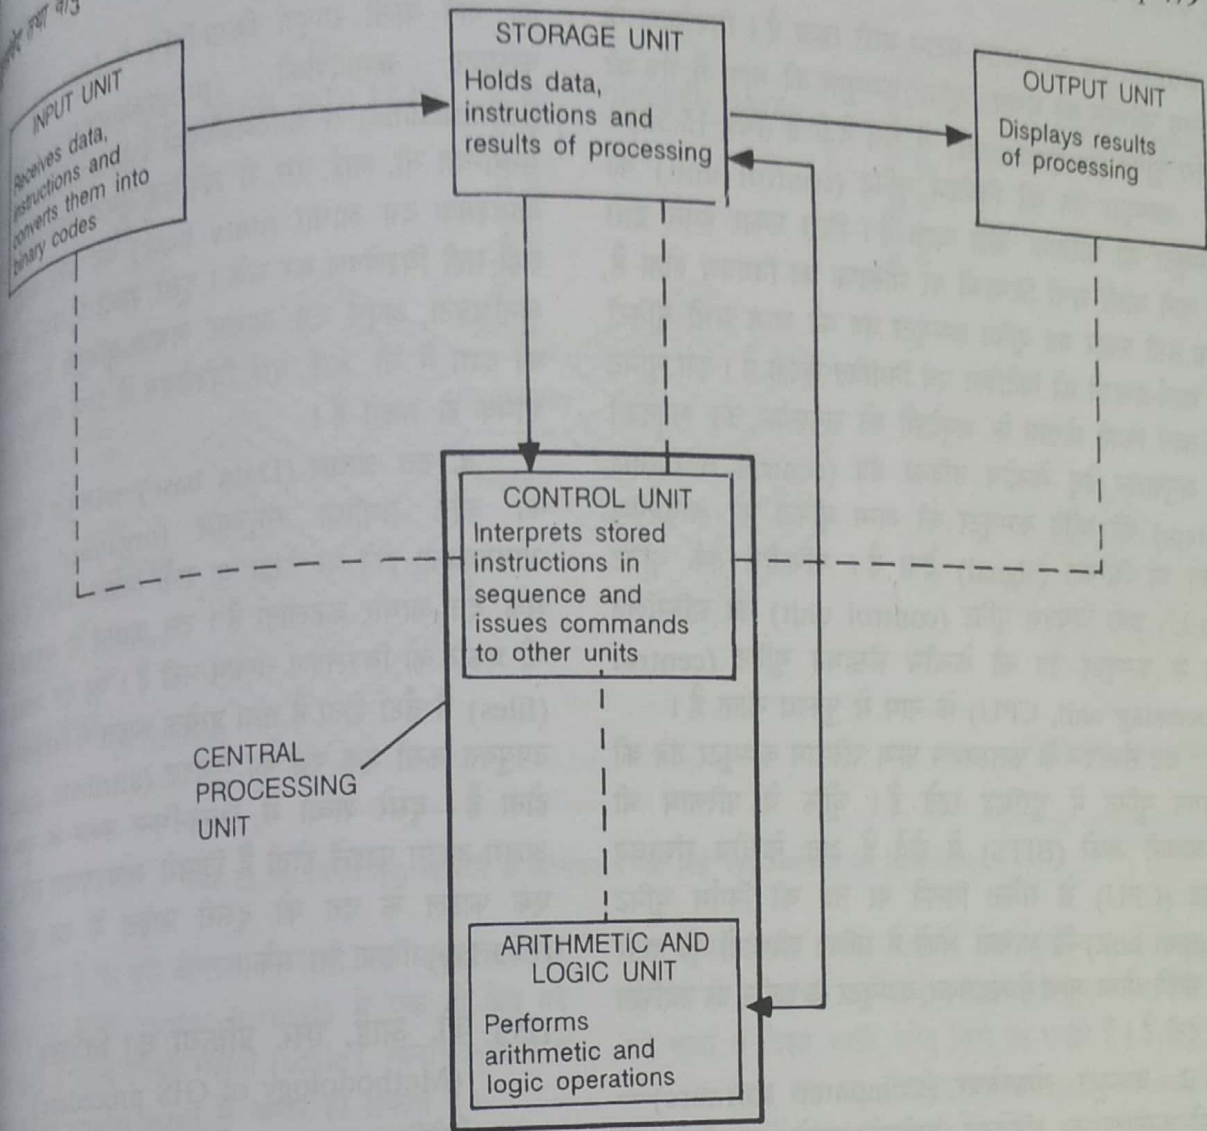 INPUT UNIT
Receives data,
instructions and
converts them into
binary codes
STORAGE UNIT
Holds data,
instructions and
results of processing
OUTPUT UNIT
Displays results
of processing
CONTROL UNIT
Interprets stored
instructions in
sequence and
issues commands
to other units
CENTRAL
PROCESSING
UNIT
ARITHMETIC AND
LOGIC UNIT
Performs
arithmetic and
logic operations